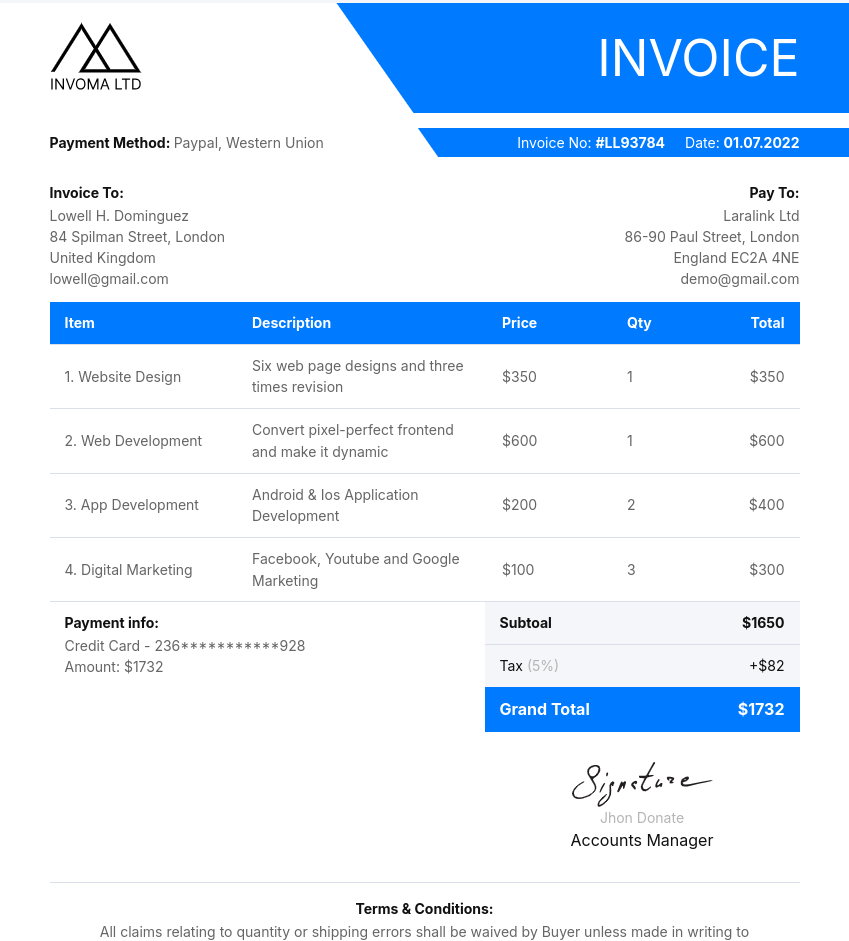 INVOMA LTD
INVOICE
Payment Method: Paypal, Western Union
Invoice No: #LL93784 Date: 01.07.2022
Invoice To:
Lowell H. Dominguez
84 Spilman Street, London
United Kingdom
lowell@gmail.com
Pay To:
Laralink Ltd
86-90 Paul Street, London
England EC2A 4NE
demo@gmail.com
Item Description Price Qty Total
1. Website Design Six web page designs and three
times revision $350 1 $350
2. Web Development Convert pixel-perfect frontend
and make it dynamic $600 1 $600
3. App Development Android & Ios Application
Development $200 2 $400
4. Digital Marketing Facebook, Youtube and Google
Marketing $100 3 $300
Payment info:
Credit Card - 236***********928
Amount: $1732
Subtoal $1650
Tax (5%) +$82
Grand Total $1732
Signature
Jhon Donate
Accounts Manager
Terms & Conditions:
All claims relating to quantity or shipping errors shall be waived by Buyer unless made in writing to